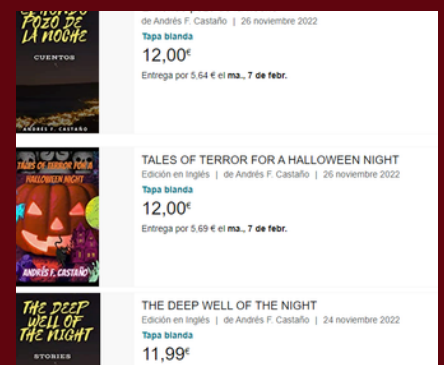 POZO DE
LA NOCHE
CUENTOS
ANDRÉS F. CASTAÑO
de Andrés F. Castaño | 26 noviembre 2022
Tapa blanda
12,00€
Entrega por 5,64 € el ma., 7 de febr.
TALES OF TERROR FOR A
HALLOWEEN NIGHT
ANDRÉS F. CASTAÑO
TALES OF TERROR FOR A HALLOWEEN NIGHT
Edición en Inglés | de Andrés F. Castaño | 26 noviembre 2022
Tapa blanda
12,00€
Entrega por 5,69 € el ma., 7 de febr.
THE DEEP
WELL OF
THE NIGHT
STORIES
THE DEEP WELL OF THE NIGHT
Edición en Inglés | de Andrés F. Castaño | 24 noviembre 2022
Tapa blanda
11,99€